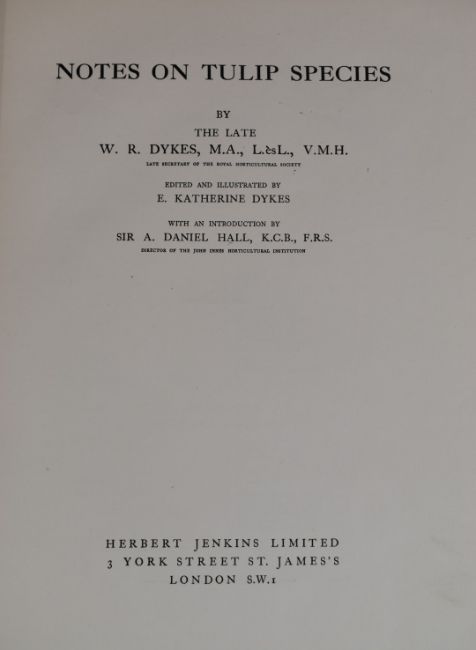 NOTES ON TULIP SPECIES
BY
THE LATE
W. R. DYKES, M.A., L.èsL., V.M.H.
LATE SECRETARY OF THE ROYAL HORTICULTURAL SOCIETY
EDITED AND ILLUSTRATED BY
E. KATHERINE DYKES
WITH AN INTRODUCTION BY
SIR A. DANIEL HALL, K.C.B., F.R.S.
DIRECTOR OF THE JOHN INNES HORTICULTURAL INSTITUTION
HERBERT JENKINS LIMITED
3 YORK STREET ST. JAMES'S
LONDON S.W.1